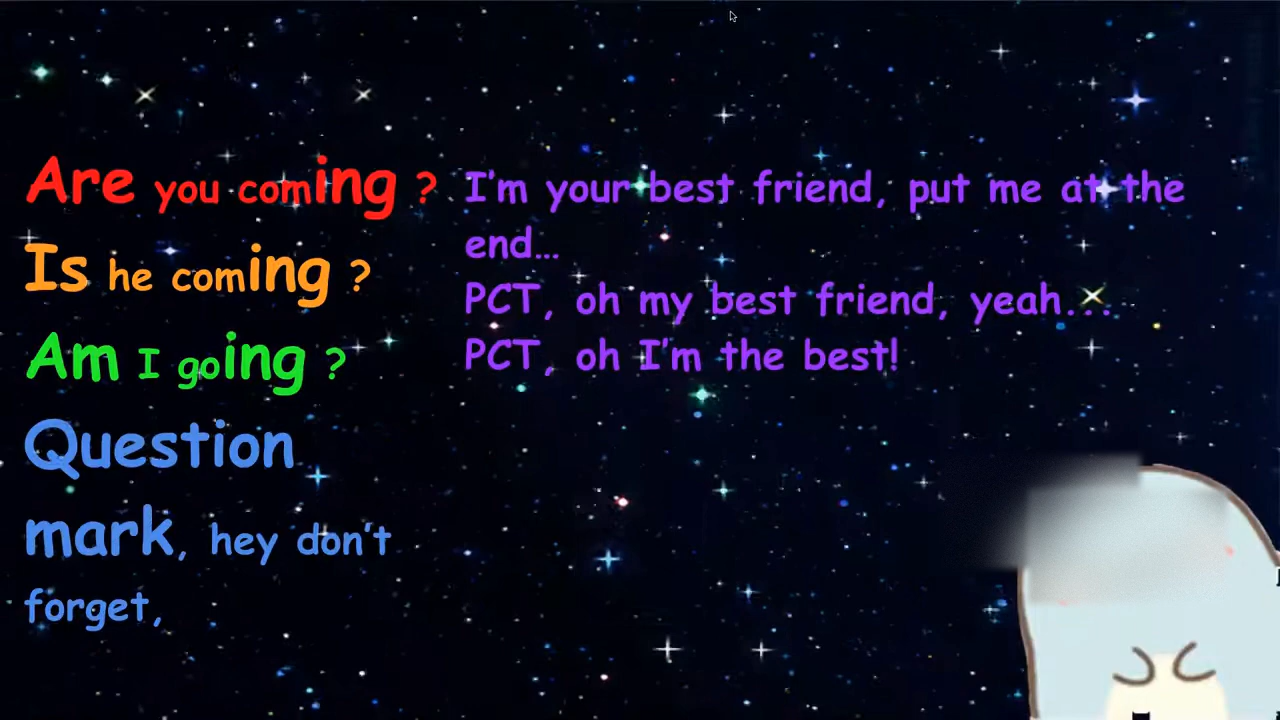 Are you coming ?
Is he coming ?
Am I going ?
Question
mark, hey don't
forget,
I'm your best friend, put me at the
end...
PCT, oh my best friend, yeah...
PCT, oh I'm the best!